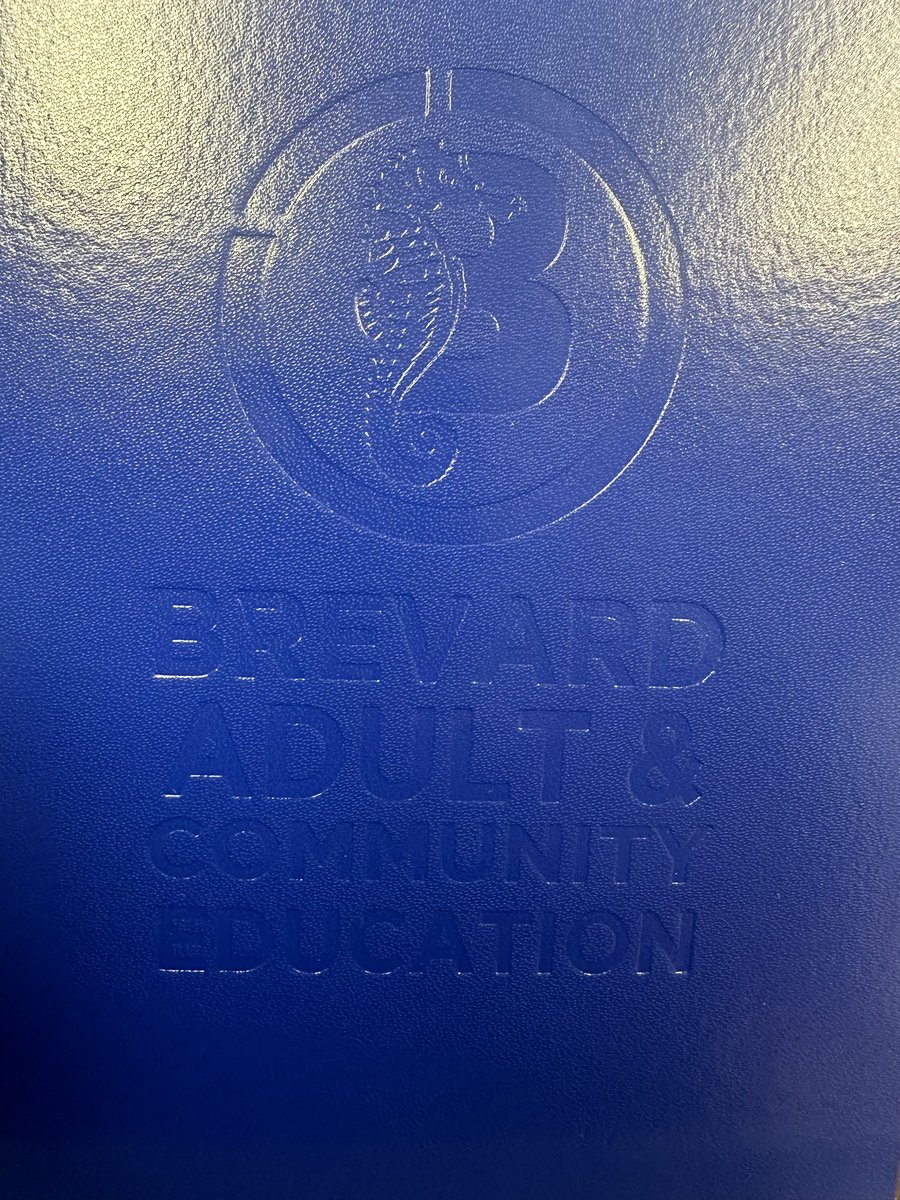 B
BREVARD
ADULT &
COMMUNITY
EDUCATION